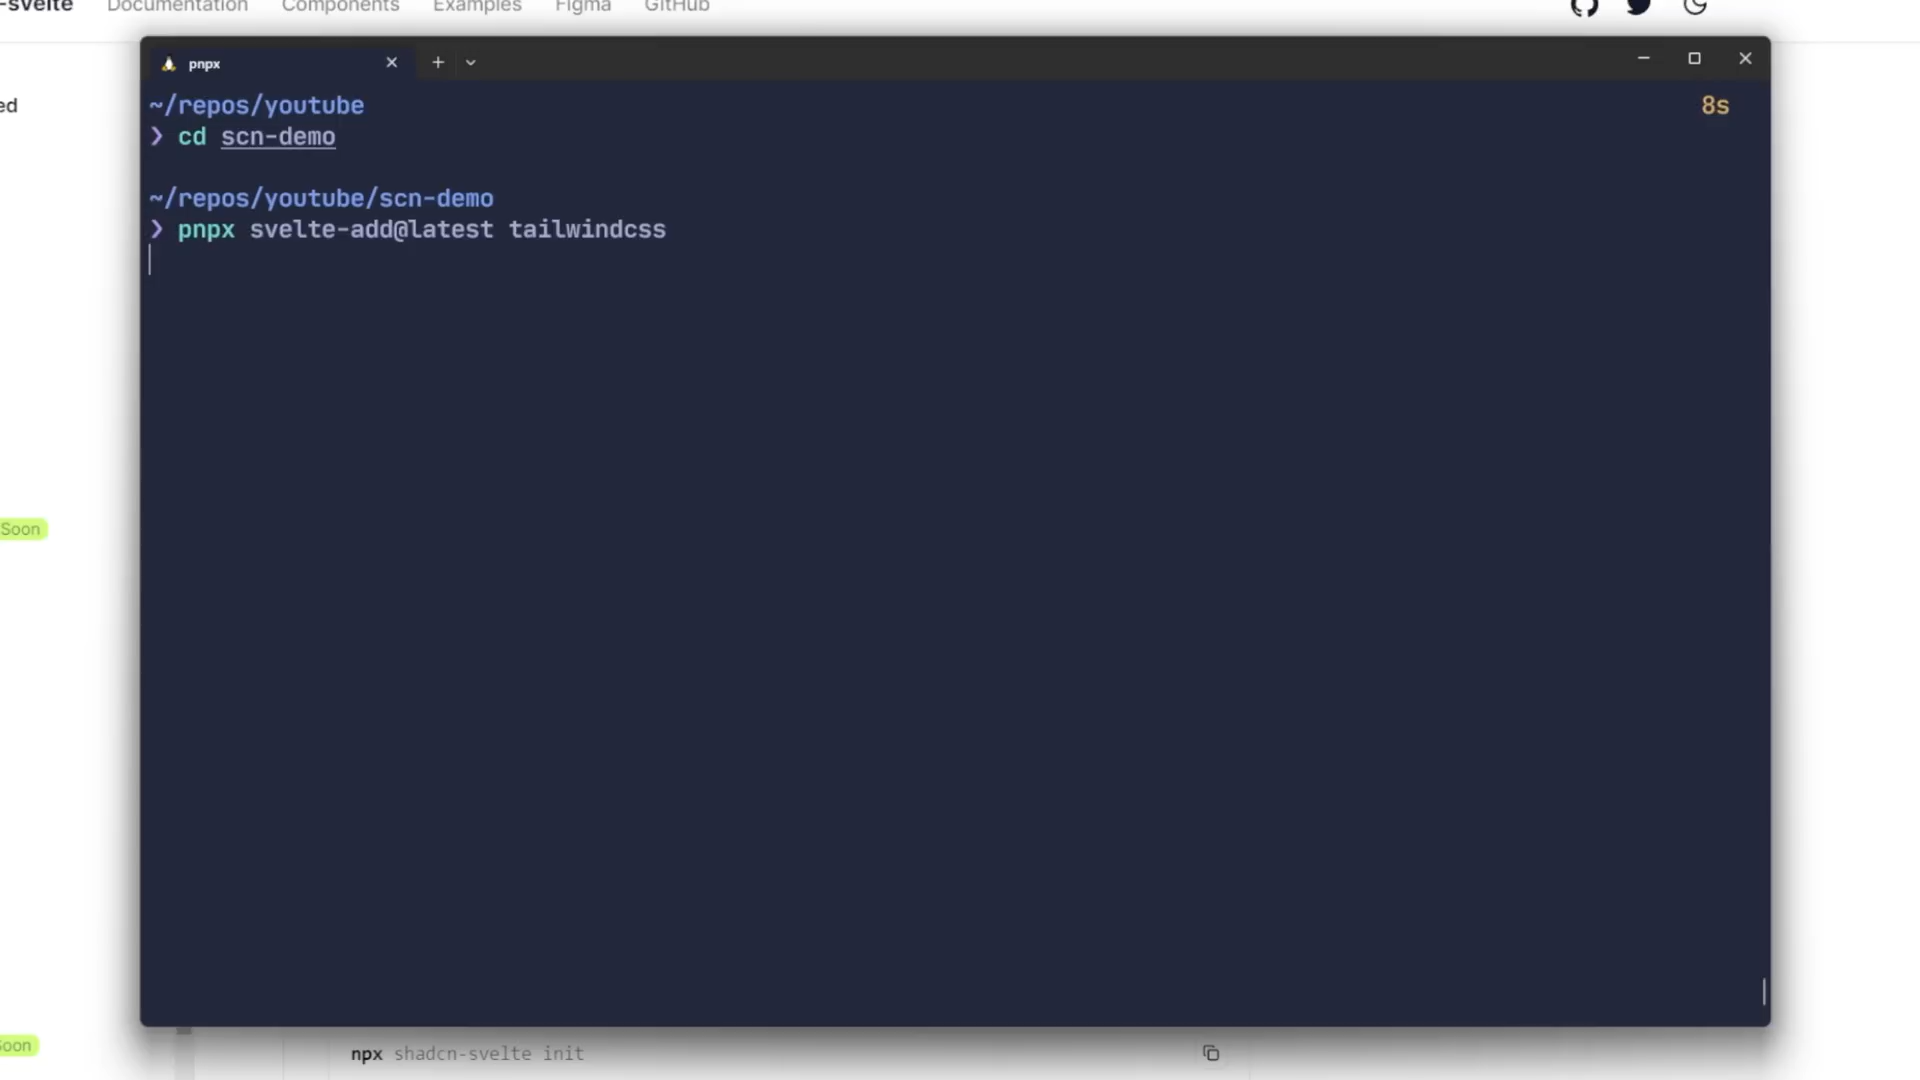 -svelte Documentation Components Examples Figma GitHub
pnpx
ed
~/repos/youtube 8s
❯ cd scn-demo
~/repos/youtube/scn-demo
❯ pnpx svelte-add@latest tailwindcss
Soon
Soon
npx shadcn-svelte init